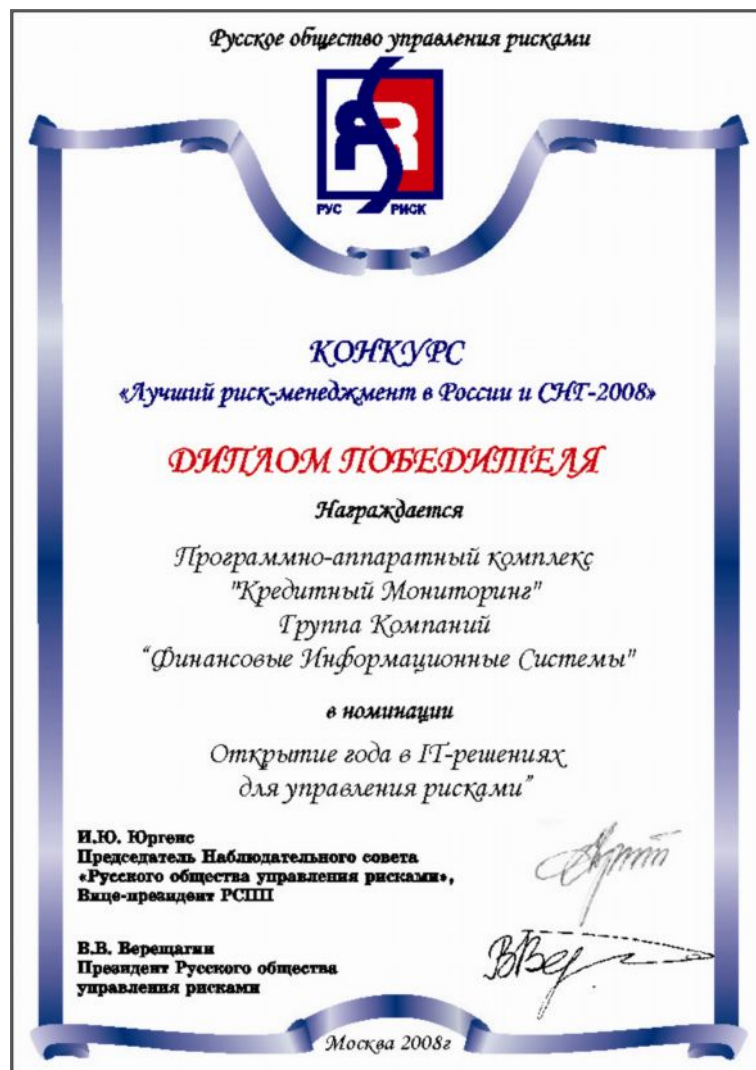 Русское общество управления рисками
РУС РИСК
КОНКУРС
«Лучший риск-менеджмент в России и СНГ-2008»
ДИПЛОМ ПОБЕДИТЕЛЯ
Награждается
Программно-аппаратный комплекс
"Кредитный Мониторинг"
Группа Компаний
“Финансовые Информационные Системы"
в номинации
Открытие года в IT-решениях
для управления рисками”
И.Ю. Юргенс
Председатель Наблюдательного совета
«Русского общества управления рисками»,
Вице-президент РСПП
В.В. Верещагин
Президент Русского общества
управления рисками
Москва 2008г